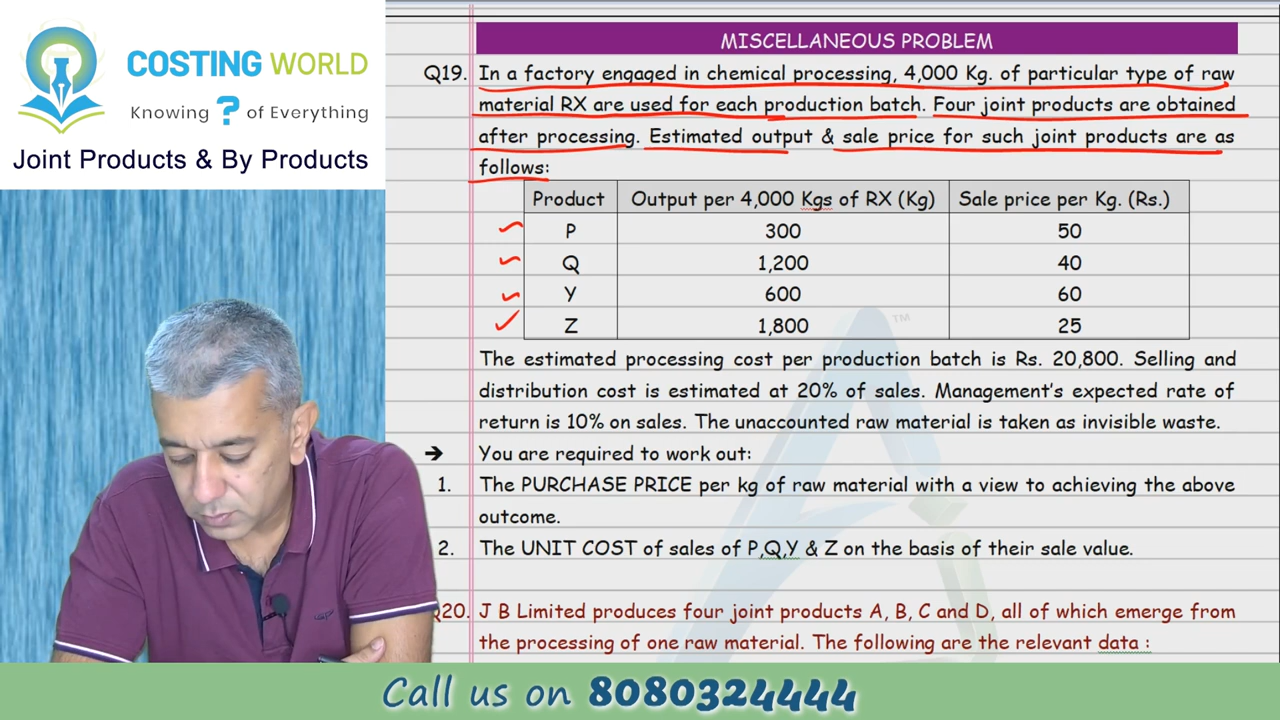 MISCELLANEOUS PROBLEM
COSTING WORLD
Knowing ? of Everything
Joint Products & By Products
Q19. In a factory engaged in chemical processing, 4,000 Kg. of particular type of raw
material RX are used for each production batch. Four joint products are obtained
after processing. Estimated output & sale price for such joint products are as
follows:
Product Output per 4,000 Kgs of RX (Kg) Sale price per Kg. (Rs.)
P 300 50
Q 1,200 40
Y 600 60
Z 1,800 25
TM
The estimated processing cost per production batch is Rs. 20,800. Selling and
distribution cost is estimated at 20% of sales. Management's expected rate of
return is 10% on sales. The unaccounted raw material is taken as invisible waste.
➔ You are required to work out:
1. The PURCHASE PRICE per kg of raw material with a view to achieving the above
outcome.
2. The UNIT COST of sales of P,Q,Y & Z on the basis of their sale value.
Q20. J B Limited produces four joint products A, B, C and D, all of which emerge from
the processing of one raw material. The following are the relevant data :
Call us on 8080324444